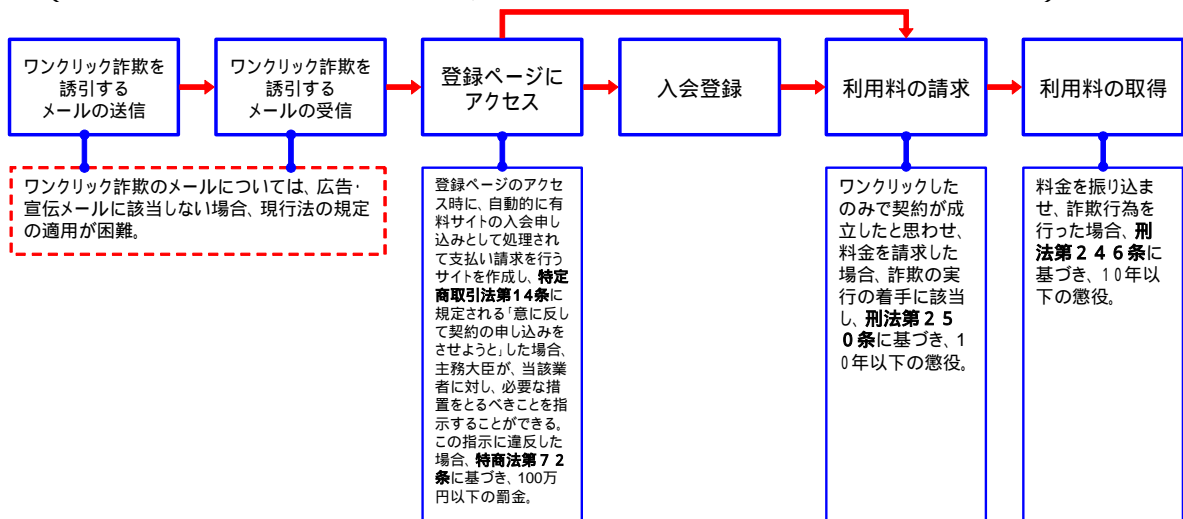 ワンクリック詐欺を
誘引する
メールの送信
ワンクリック詐欺を
誘引する
メールの受信
登録ページに
アクセス
入会登録
利用料の請求
利用料の取得
ワンクリック詐欺のメールについては、広告・
宣伝メールに該当しない場合、現行法の規定
の適用が困難。
登録ページのアクセ
ス時に、自動的に有
料サイトの入会申し
込みとして処理され
て支払い請求を行う
サイトを作成し、特定
商取引法第14条に
規定される「意に反し
て契約の申し込みを
させようと」した場合、
主務大臣が、当該業
者に対し、必要な措
置をとるべきことを指
示することができる。
この指示に違反した
場合、特商法第72
条に基づき、100万
円以下の罰金。
ワンクリックした
のみで契約が成
立したと思わせ、
料金を請求した
場合、詐欺の実
行の着手に該当
し、刑法第25
0条に基づき、1
0年以下の懲役。
料金を振り込ま
せ、詐欺行為を
行った場合、刑
法第246条に
基づき、10年以
下の懲役。